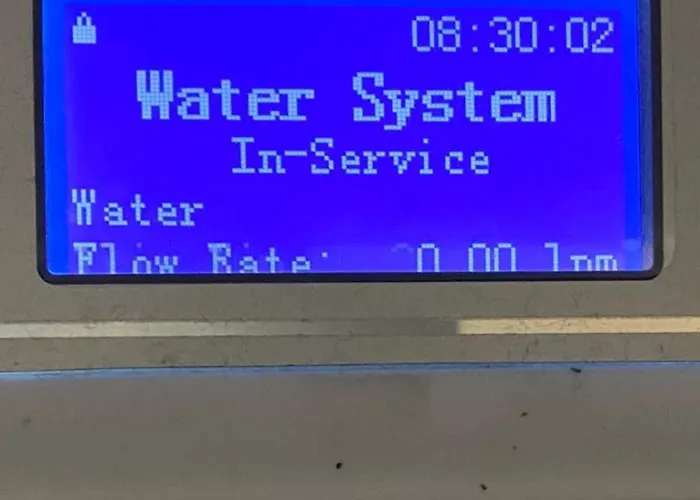 08:30:02
Water System
In-Service
Water
Flow Rate: 0.00 lpm